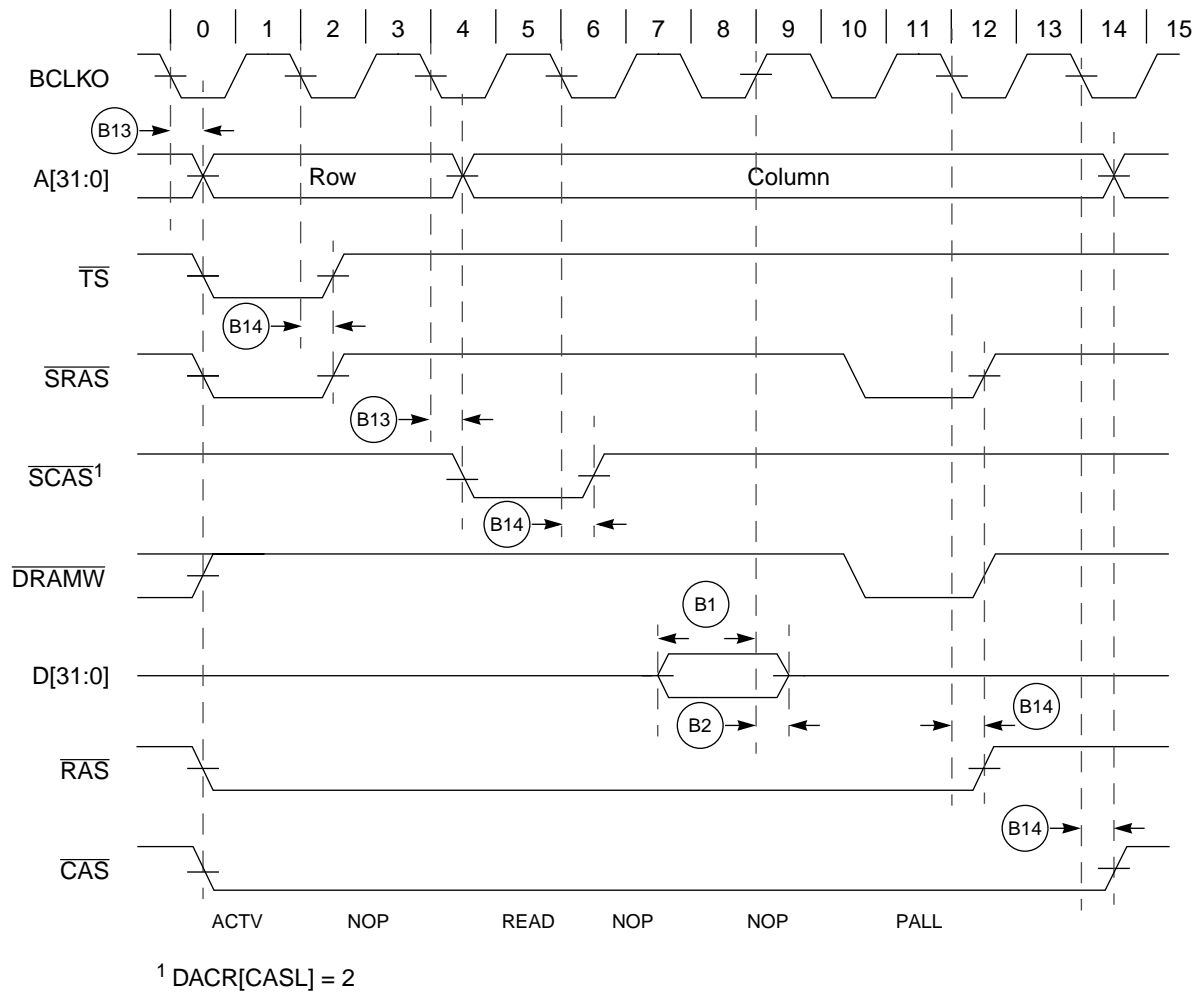 0 1 2 3 4 5 6 7 8 9 10 11 12 13 14 15
BCLKO
B13
A[31:0] Row Column
TS
B14
SRAS
B13
SCAS1
B14
DRAMW
B1
D[31:0]
B2 B14
RAS
B14
CAS
ACTV NOP READ NOP NOP PALL
1 DACR[CASL] = 2